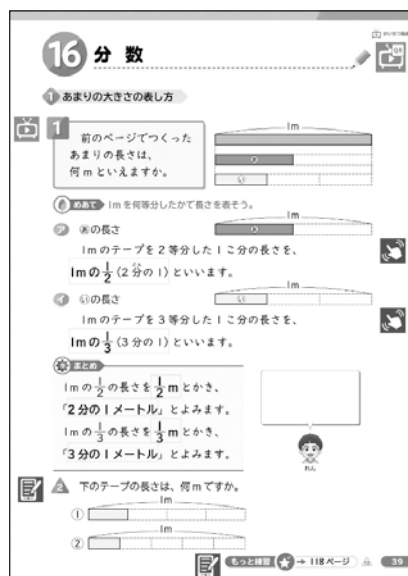 16 分数
1 あまりの大きさの表し方
1
前のページでつくった
あまりの長さは、
何mといえますか。
1m
あ
い
めあて 1mを何等分したかで長さを表そう。
ア あの長さ
1m
あ
1mのテープを2等分した1こ分の長さを、
1mの1/2(2分の1)といいます。
イ いの長さ
1m
い
1mのテープを3等分した1こ分の長さを、
1mの1/3(3分の1)といいます。
まとめ
1mの1/2の長さを1/2mとかき、
「2分の1メートル」とよみます。
1mの1/3の長さを1/3mとかき、
「3分の1メートル」とよみます。
れん
2 下のテープの長さは、何mですか。
1m
①
1m
②
もっと練習 → 118ページ
39